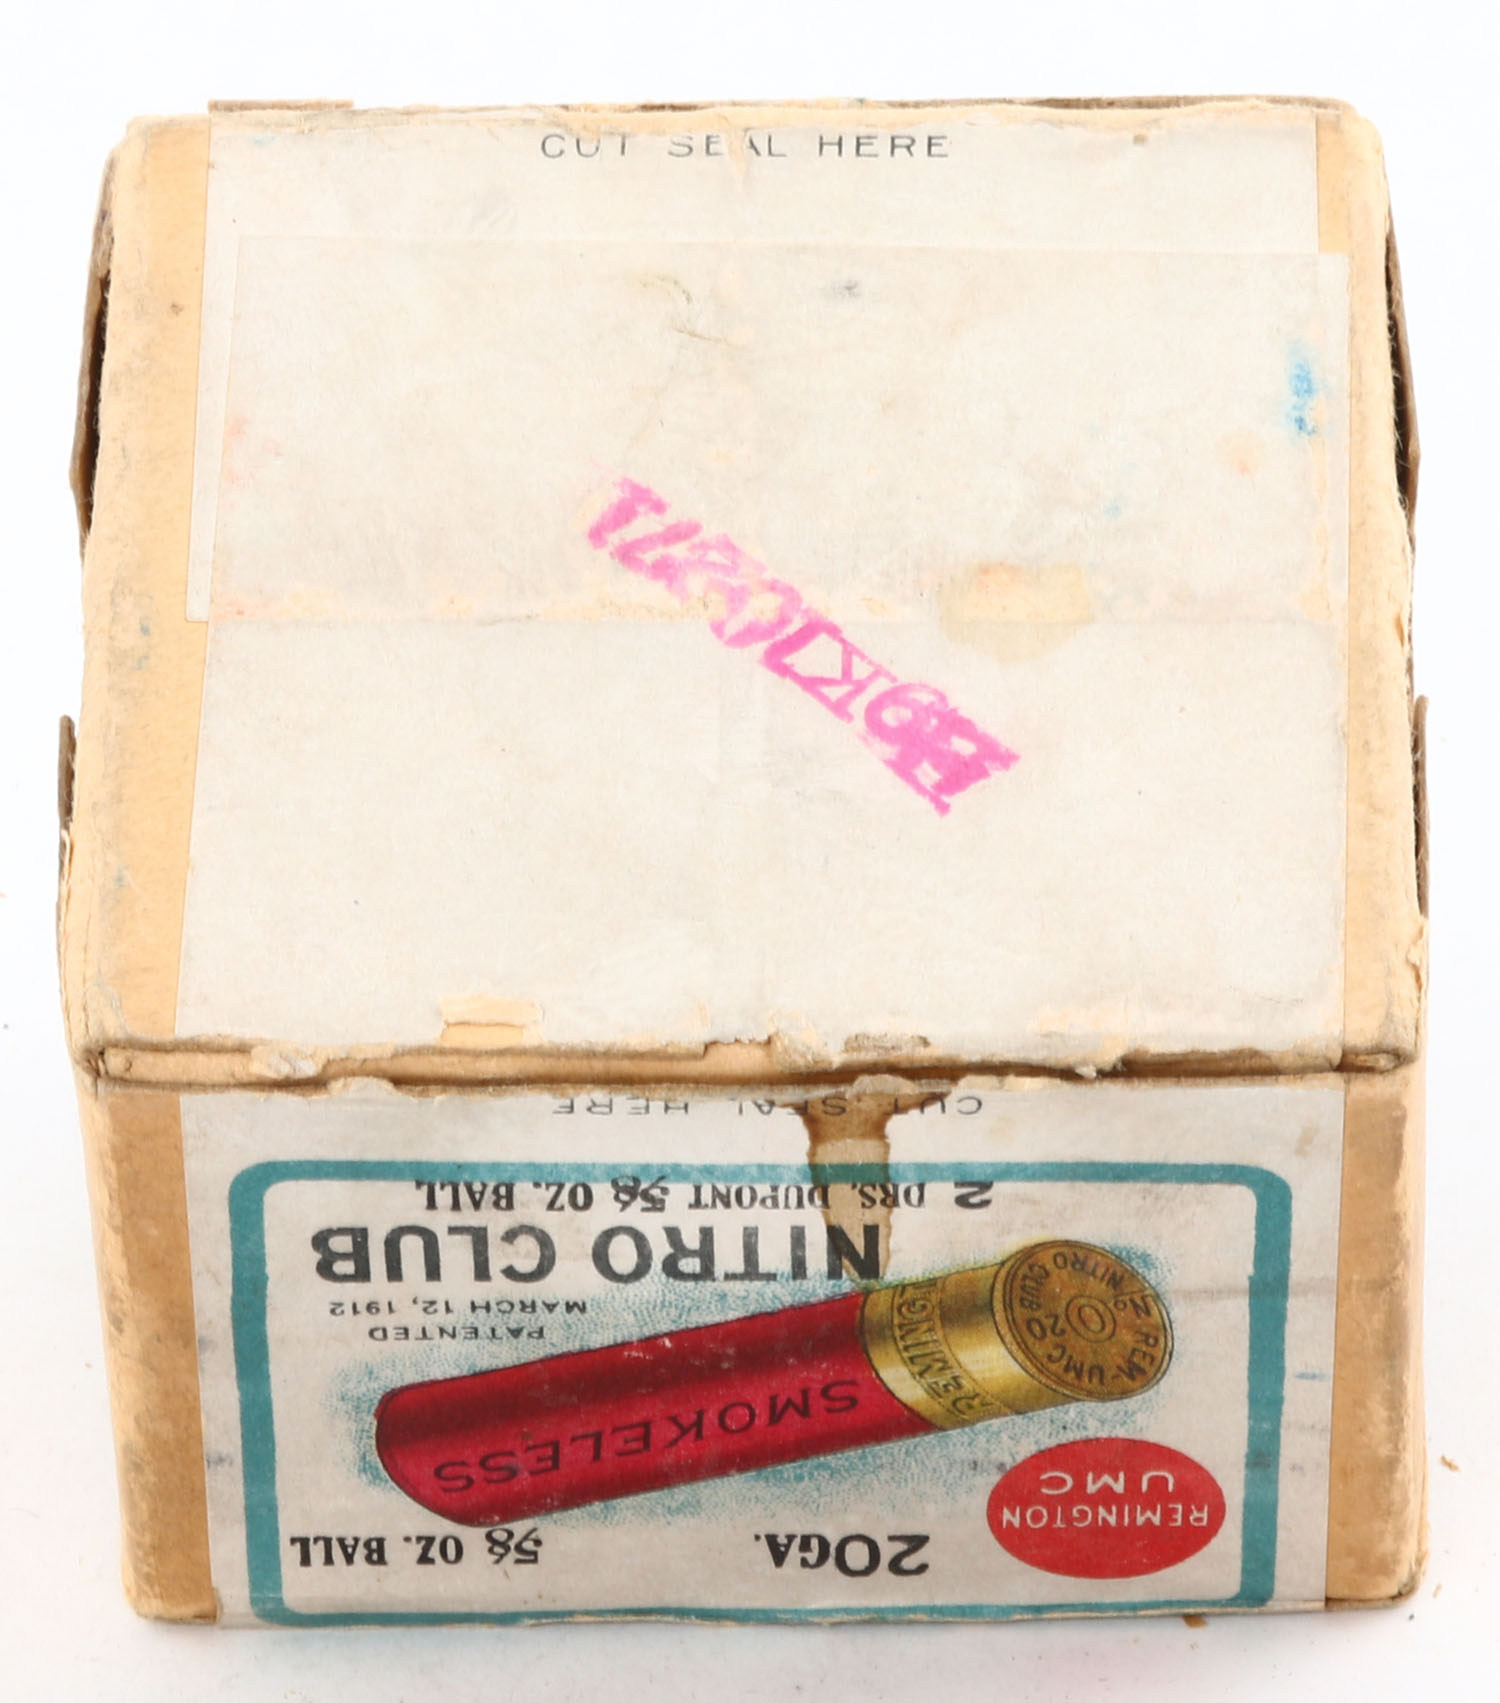 CUT SEAL HERE
CUT SEAL HERE
REMINGTON
UMC
20GA.
5/8 OZ. BALL
SMOKELESS
REMINGTON
REM-UMC
No 20
NITRO CLUB
PATENTED
MARCH 12, 1912
NITRO CLUB
2 DRS. DUPONT 5/8 OZ. BALL